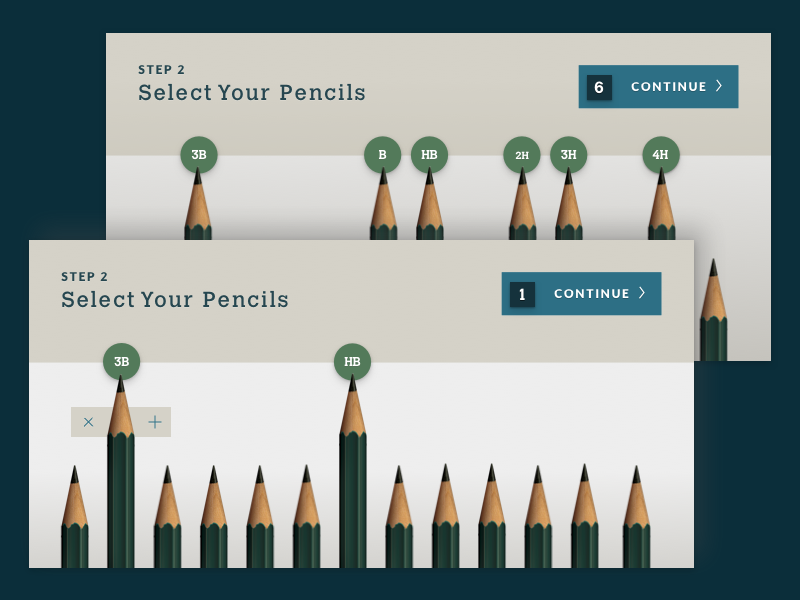 STEP 2
Select Your Pencils
6 CONTINUE
3B B HB 2H 3H 4H
STEP 2
Select Your Pencils
1 CONTINUE
3B HB